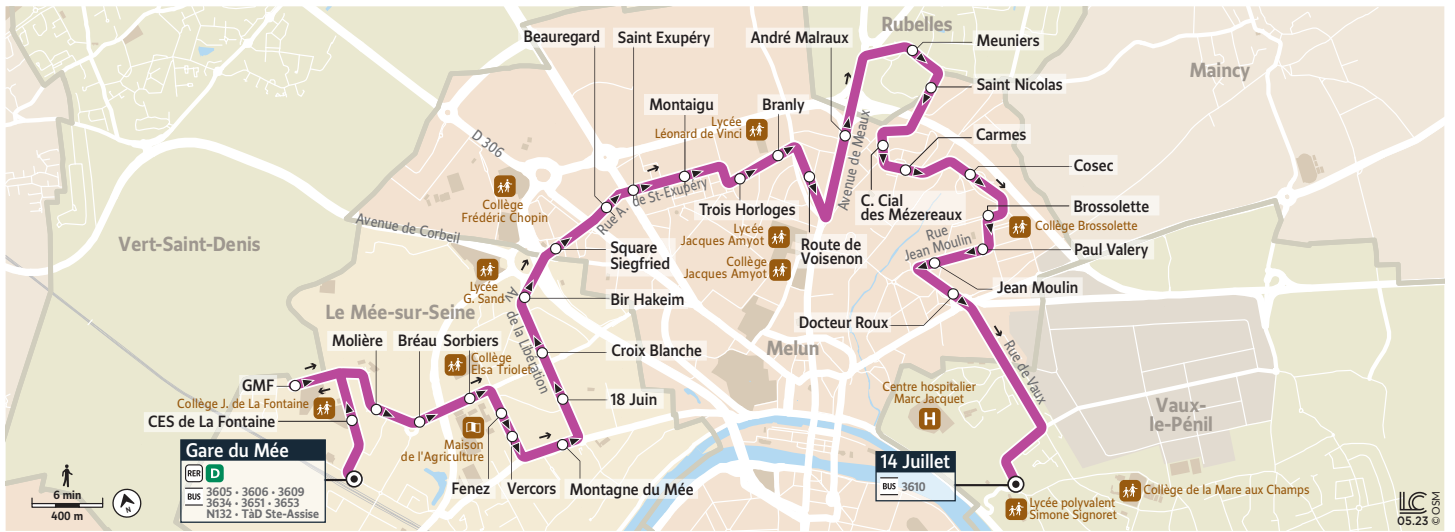 Rubelles
Beauregard
Saint Exupéry
André Malraux
Meuniers
Maincy
Saint Nicolas
Montaigu
Branly
Lycée
Léonard de Vinci
D 306
Avenue de Meaux
Carmes
Cosec
Collège
Frédéric Chopin
Rue A. de St-Exupéry
Trois Horloges
C. Cial
des Mézereaux
Brossolette
Collège Brossolette
Avenue de Corbeil
Vert-Saint-Denis
Lycée
Jacques Amyot
Collège
Jacques Amyot
Route de
Voisenon
Rue
Jean Moulin
Paul Valery
Square
Siegfried
Lycée
G. Sand
Jean Moulin
Bir Hakeim
Av. de la Libération
Le Mée-sur-Seine
Docteur Roux
Molière
Bréau
Sorbiers
Croix Blanche
Melun
Collège
Elsa Triolet
Rue de Vaux
GMF
Collège J. de La Fontaine
CES de La Fontaine
18 Juin
Centre hospitalier
Marc Jacquet
H
Vaux-
le-Pénil
Maison
de l'Agriculture
Gare du Mée
RER D
BUS 3605 • 3606 • 3609
3634 • 3651 • 3653
N132 • TàD Ste-Assise
Fenez
Vercors
Montagne du Mée
14 Juillet
BUS 3610
Lycée polyvalent
Simone Signoret
Collège de la Mare aux Champs
6 min
400 m
N
LC
05.23
© OSM